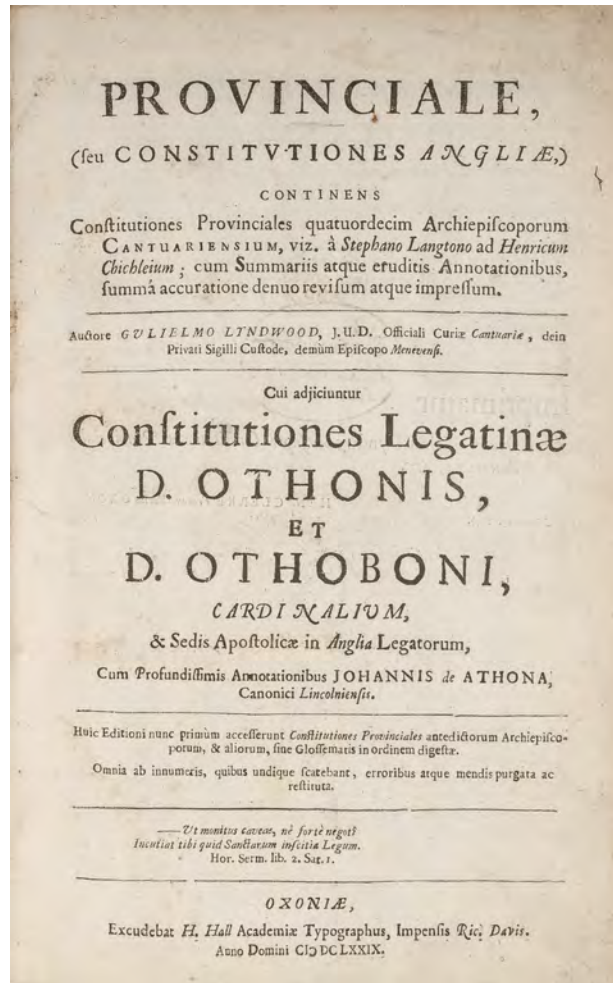 PROVINCIALE,
(ſeu CONSTITVTIONES ANGLIÆ,)
CONTINENS
Conſtitutiones Provinciales quatuordecim Archiepiſcoporum
CANTUARIENSIUM, viz. à Stephano Langtono ad Henricum
Chichleium ; cum Summariis atque eruditis Annotationibus,
ſummâ accuratione denuo reviſum atque impreſſum.
Auctore GVLIELMO LYNDWOOD, J.U.D. Officiali Curiæ Cantuariæ, dein
Privati Sigilli Cuſtode, demùm Epiſcopo Menevenſi.
Cui adjiciuntur
Conſtitutiones Legatinæ
D. OTHONIS,
ET
D. OTHOBONI,
CARDINALIVM,
& Sedis Apoſtolicæ in Anglia Legatorum,
Cum Profundiſſimis Annotationibus JOHANNIS de ATHONA,
Canonici Lincolnienſis.
Huic Editioni nunc primùm acceſſerunt Conſtitutiones Provinciales antedictorum Archiepiſco-
porum, & aliorum, ſine Gloſſematis in ordinem digeſtæ.
Omnia ab innumeris, quibus undique ſcatebant, erroribus atque mendis purgata ac
reſtituta.
—— Ut monitus caveas, nè fortè negotî
Incutiat tibi quid Sanctarum inſcitia Legum.
Hor. Serm. lib. 2. Sat. 1.
OXONIÆ,
Excudebat H. Hall Academiæ Typographus, Impenſis Ric. Davis.
Anno Domini CIↃ DC LXXIX.